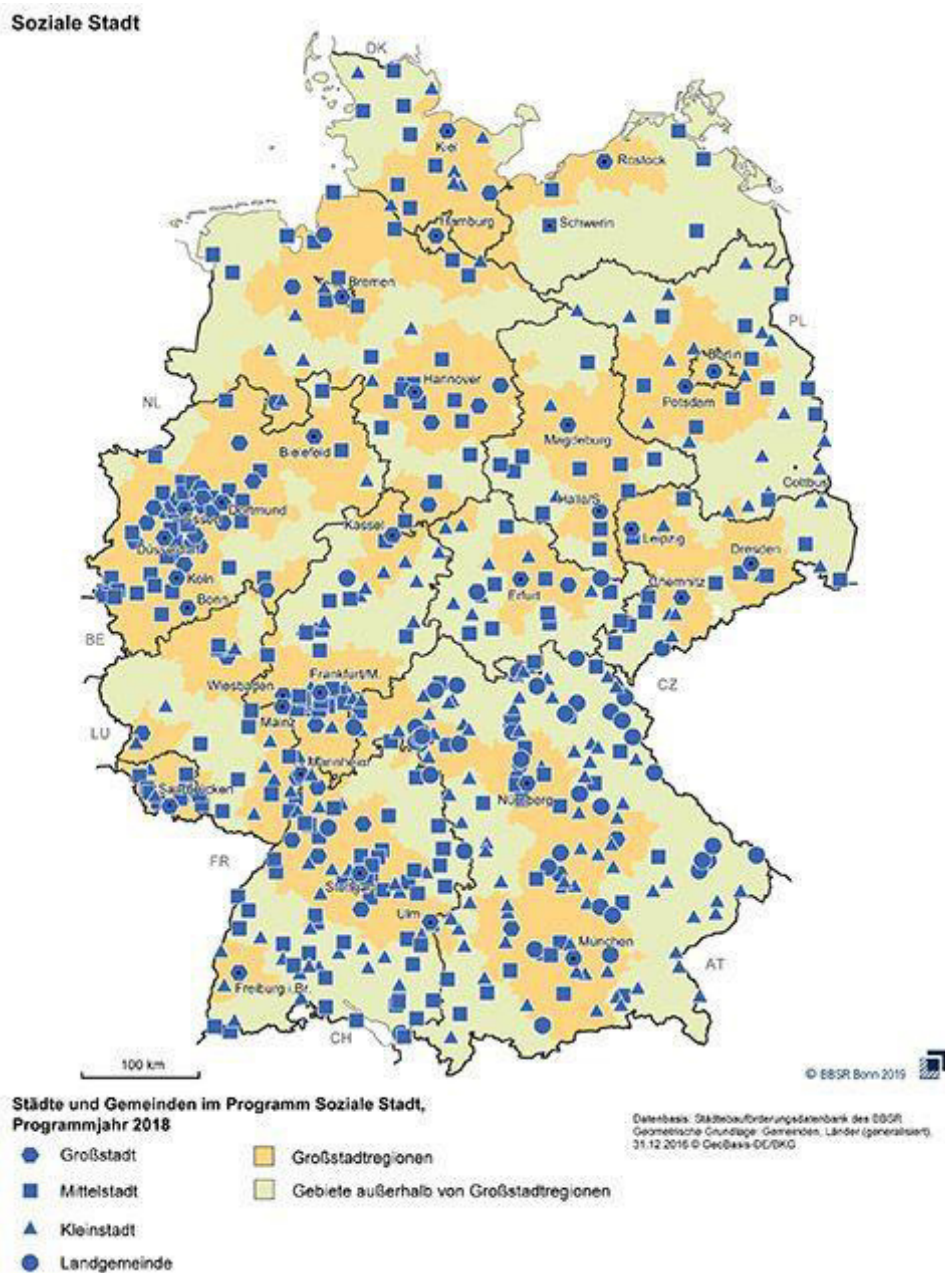 Soziale Stadt
DK
Kiel
Rostock
Hamburg
Schwerin
Bremen
PL
Berlin
Hannover
NL
Potsdam
Magdeburg
Bielefeld
Cottbus
Halle/S.
Essen
Dortmund
Kassel
Leipzig
Düsseldorf
Dresden
Köln
Erfurt
Chemnitz
Bonn
BE
Frankfurt/M.
Wiesbaden
CZ
Mainz
LU
Mannheim
Saarbrücken
Nürnberg
FR
Stuttgart
Ulm
München
AT
Freiburg i.Br.
CH
100 km
© BBSR Bonn 2019
Städte und Gemeinden im Programm Soziale Stadt,
Programmjahr 2018
Großstadt
Mittelstadt
Kleinstadt
Landgemeinde
Großstadtregionen
Gebiete außerhalb von Großstadtregionen
Datenbasis: Städtebauförderungsdatenbank des BBSR
Geometrische Grundlage: Gemeinden, Länder (generalisiert),
31.12.2016 © GeoBasis-DE/BKG